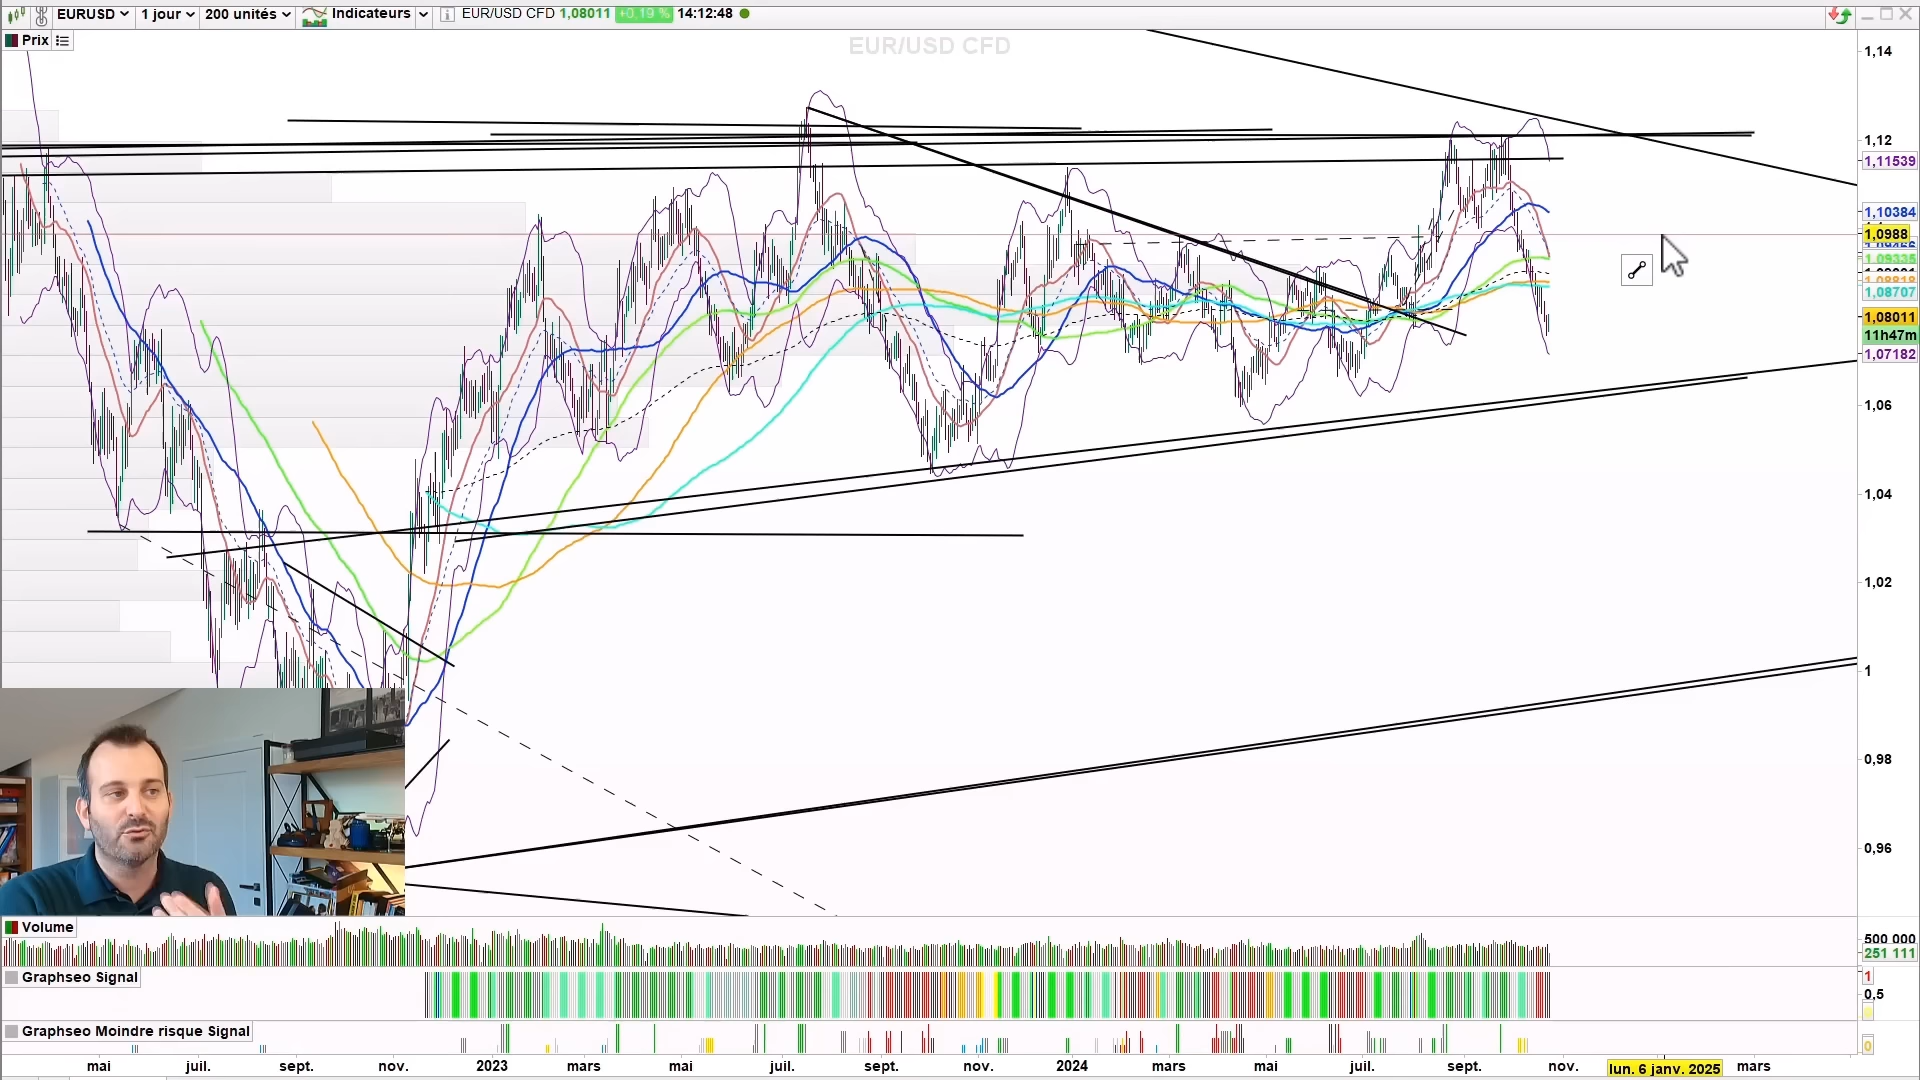 EURUSD 1 jour 200 unités Indicateurs EUR/USD CFD 1,08011 +0,19 % 14:12:48
Prix
EUR/USD CFD
1,14
1,12
1,11539
1,10384
1,0988
1,09335
1,08707
1,08011
11h47m
1,07182
1,06
1,04
1,02
1
0,98
0,96
Volume
500 000
251 111
Graphseo Signal
1
0,5
Graphseo Moindre risque Signal
0
mai juil. sept. nov. 2023 mars mai juil. sept. nov. 2024 mars mai juil. sept. nov. lun. 6 janv. 2025 mars